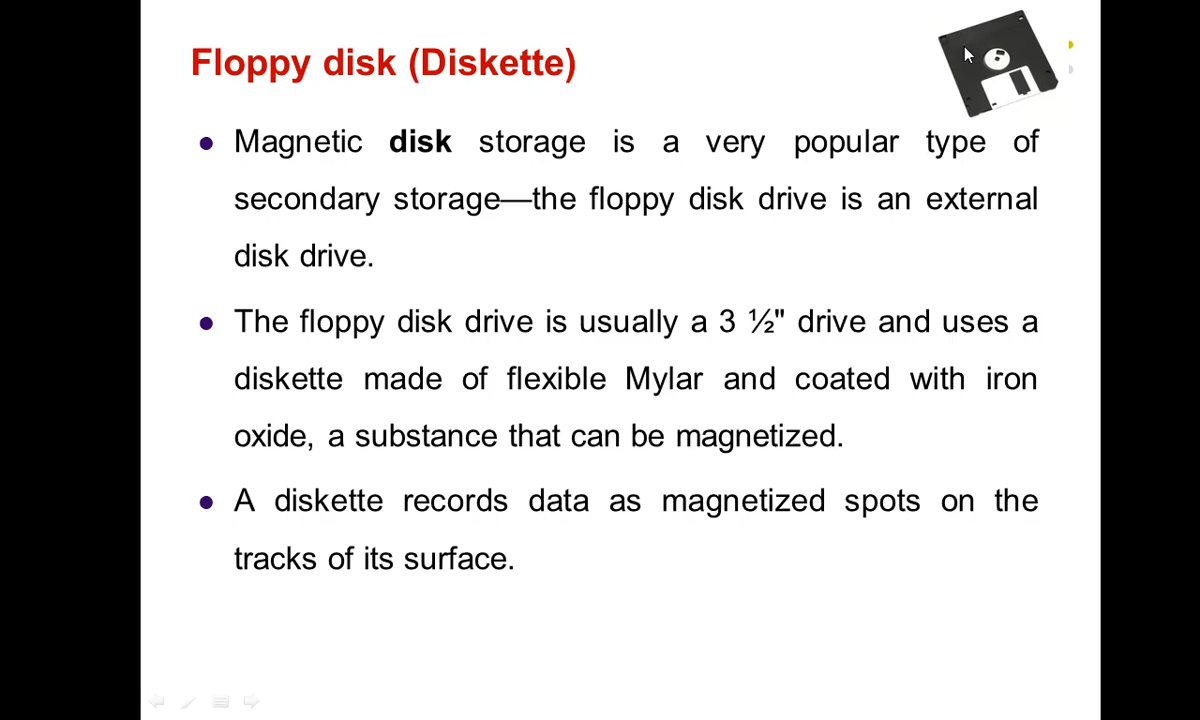 Floppy disk (Diskette)
Magnetic disk storage is a very popular type of
secondary storage—the floppy disk drive is an external
disk drive.
The floppy disk drive is usually a 3 ½" drive and uses a
diskette made of flexible Mylar and coated with iron
oxide, a substance that can be magnetized.
A diskette records data as magnetized spots on the
tracks of its surface.